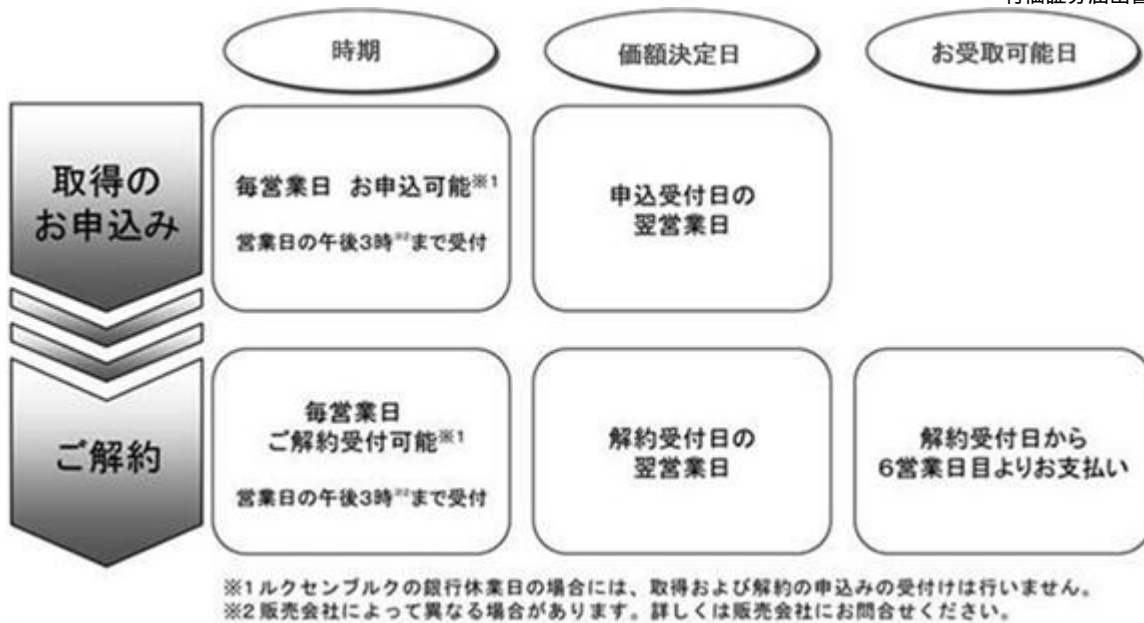 時期
価額決定日
お受取可能日
取得の
お申込み
毎営業日 お申込可能※1
営業日の午後3時※2まで受付
申込受付日の
翌営業日
ご解約
毎営業日
ご解約受付可能※1
営業日の午後3時※2まで受付
解約受付日の
翌営業日
解約受付日から
6営業日目よりお支払い
※1 ルクセンブルクの銀行休業日の場合には、取得および解約の申込みの受付けは行いません。
※2 販売会社によって異なる場合があります。詳しくは販売会社にお問合せください。